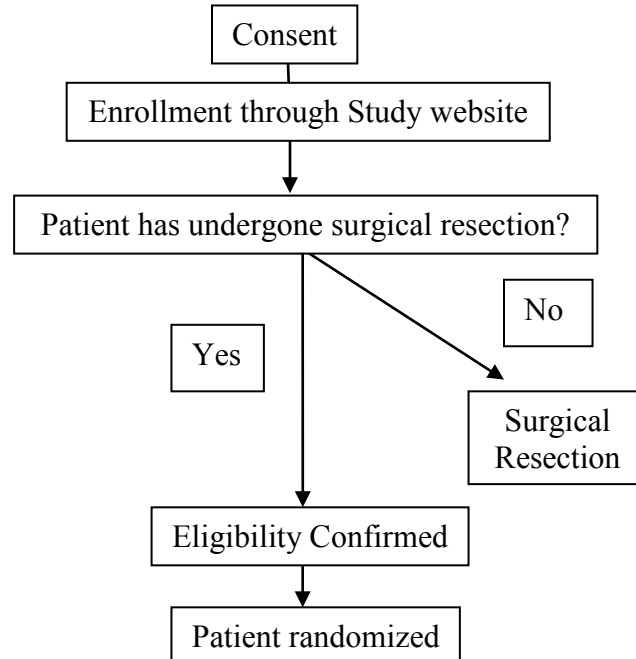 Consent
Enrollment through Study website
Patient has undergone surgical resection?
No
Yes
Surgical
Resection
Eligibility Confirmed
Patient randomized